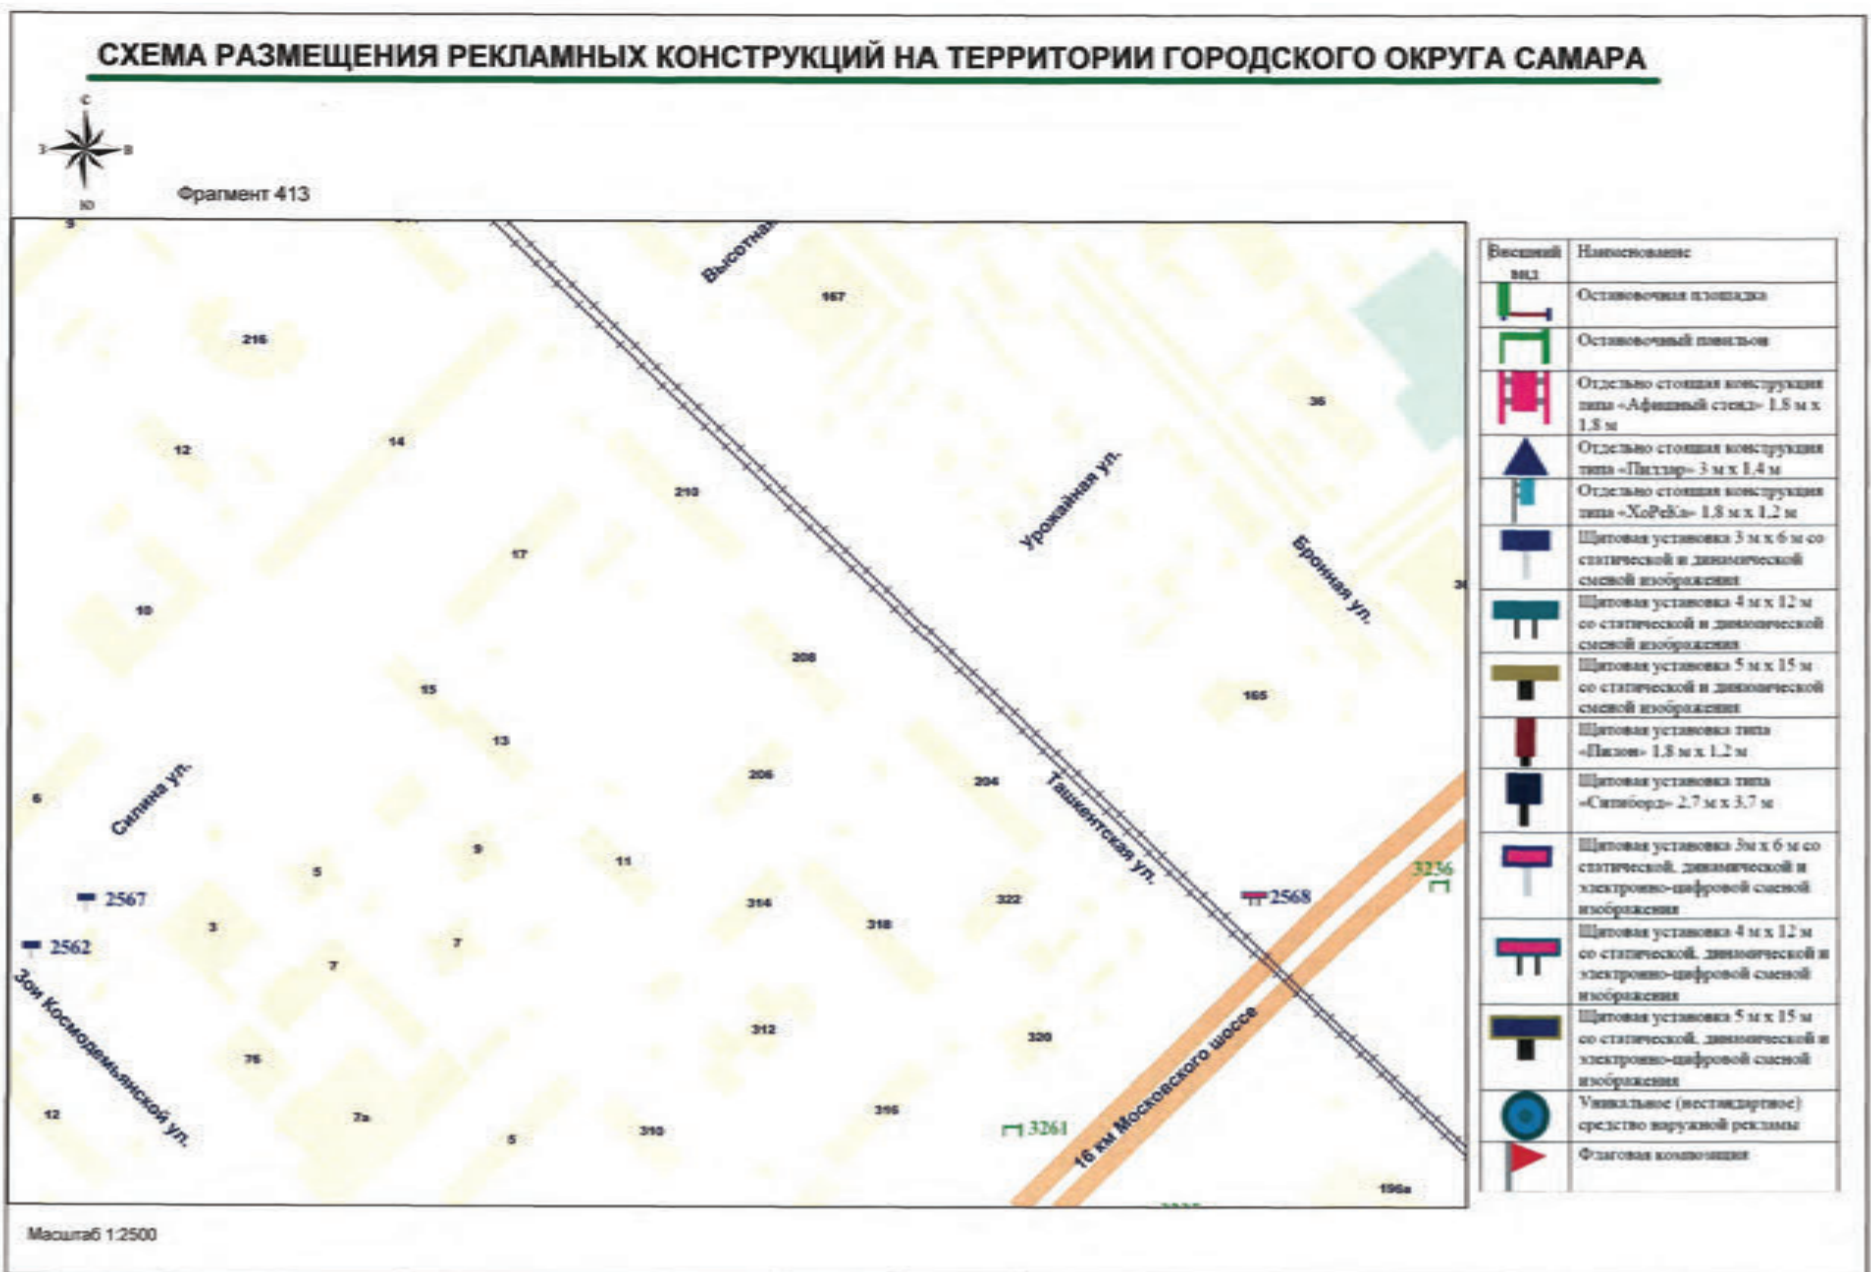 СХЕМА РАЗМЕЩЕНИЯ РЕКЛАМНЫХ КОНСТРУКЦИЙ НА ТЕРРИТОРИИ ГОРОДСКОГО ОКРУГА САМАРА
С
З
В
Ю
Фрагмент 413
9
Высотная
167
216
36
14
12
210
Урожайная ул.
17
Бронная ул.
10
208
15
165
13
206
204
6
Силина ул.
Ташкентская ул.
9
11
5
3236
2567
314
322
2568
3
318
7
2562
7
Зои Космодемьянской ул.
312
320
16 км Московского шоссе
76
12
7а
316
5
310
3261
196а
Внешний вид
Наименование
Остановочная площадка
Остановочный павильон
Отдельно стоящая конструкция
типа «Афишный стенд» 1.8 м х
1.8 м
Отдельно стоящая конструкция
типа «Пиллар» 3 м х 1,4 м
Отдельно стоящая конструкция
типа «ХоРеКа» 1,8 м х 1,2 м
Щитовая установка 3 м х 6 м со
статической и динамической
сменой изображения
Щитовая установка 4 м х 12 м
со статической и динамической
сменой изображения
Щитовая установка 5 м х 15 м
со статической и динамической
сменой изображения
Щитовая установка типа
«Пилон» 1,8 м х 1,2 м
Щитовая установка типа
«Ситиборд» 2,7 м х 3,7 м
Щитовая установка 3м х 6 м со
статической, динамической и
электронно-цифровой сменой
изображения
Щитовая установка 4 м х 12 м
со статической, динамической и
электронно-цифровой сменой
изображения
Щитовая установка 5 м х 15 м
со статической, динамической и
электронно-цифровой сменой
изображения
Уникальное (нестандартное)
средство наружной рекламы
Флаговая композиция
Масштаб 1:2500